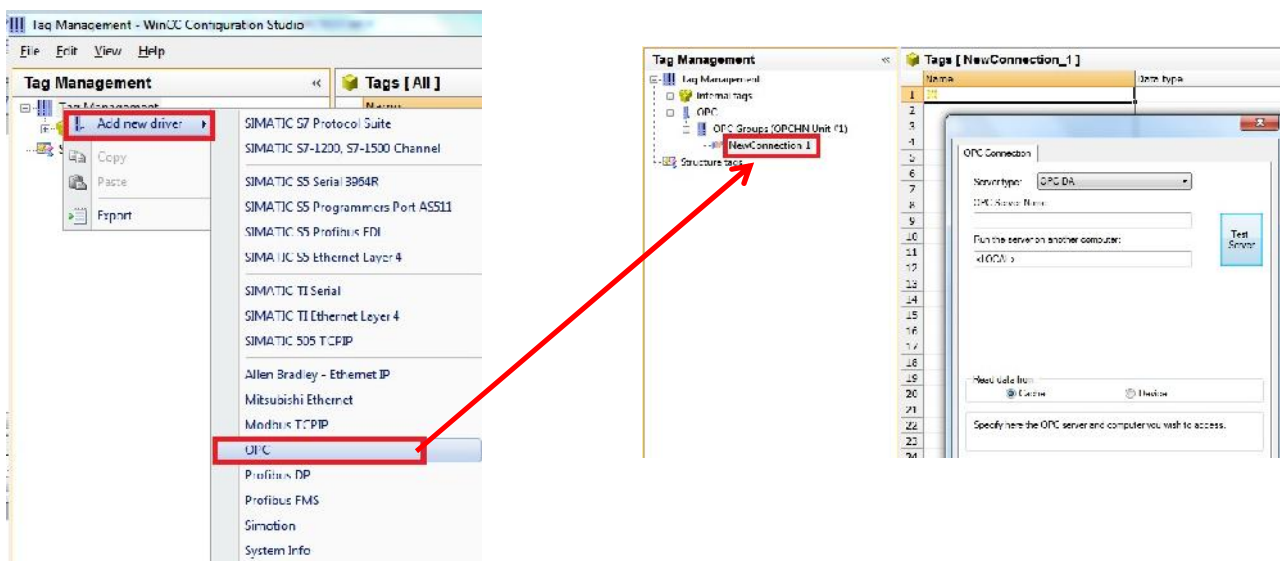 Tag Management - WinCC Configuration Studio
File Edit View Help
Tag Management «
Tags [ All ]
Tag Management
Name
Add new driver
Copy
Paste
Export
SIMATIC S7 Protocol Suite
SIMATIC S7-1200, S7-1500 Channel
SIMATIC S5 Serial 3964R
SIMATIC S5 Programmers Port AS511
SIMATIC S5 Profibus FDL
SIMATIC S5 Ethernet Layer 4
SIMATIC TI Serial
SIMATIC TI Ethernet Layer 4
SIMATIC 505 TCPIP
Allen Bradley - Ethernet IP
Mitsubishi Ethernet
Modbus TCPIP
OPC
Profibus DP
Profibus FMS
Simotion
System Info
Tag Management «
Tag Management
Internal tags
OPC
OPC Groups (OPCHN Unit #1)
NewConnection_1
Structure tags
Tags [ NewConnection_1 ]
Name Data type
1
2
3
4
5
6
7
8
9
10
11
12
13
14
15
16
17
18
19
20
21
22
23
24
OPC Connection
Server type: OPC DA
OPC Server Name:
Run the server on another computer:
<LOCAL>
Test
Server
Read data from
Cache Device
Specify here the OPC server and computer you wish to access.